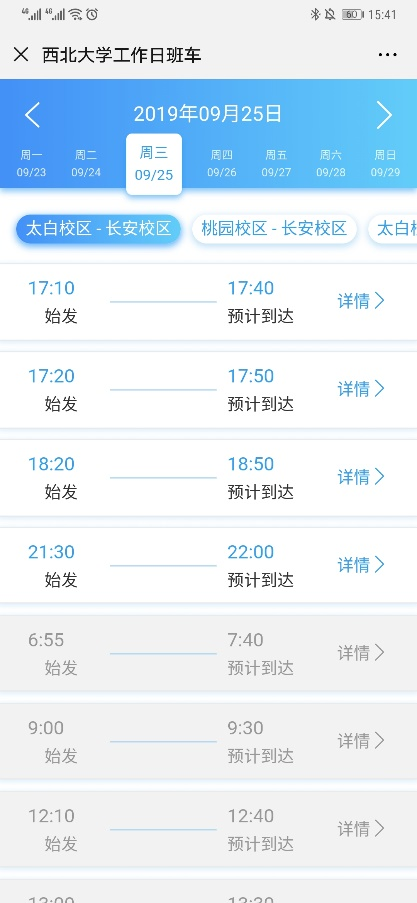 4G 4G 60 15:41
西北大学工作日班车
2019年09月25日
周一 周二 周三 周四 周五 周六 周日
09/23 09/24 09/25 09/26 09/27 09/28 09/29
太白校区 - 长安校区 桃园校区 - 长安校区 太白
17:10 17:40
始发 预计到达 详情
17:20 17:50
始发 预计到达 详情
18:20 18:50
始发 预计到达 详情
21:30 22:00
始发 预计到达 详情
6:55 7:40
始发 预计到达 详情
9:00 9:30
始发 预计到达 详情
12:10 12:40
始发 预计到达 详情